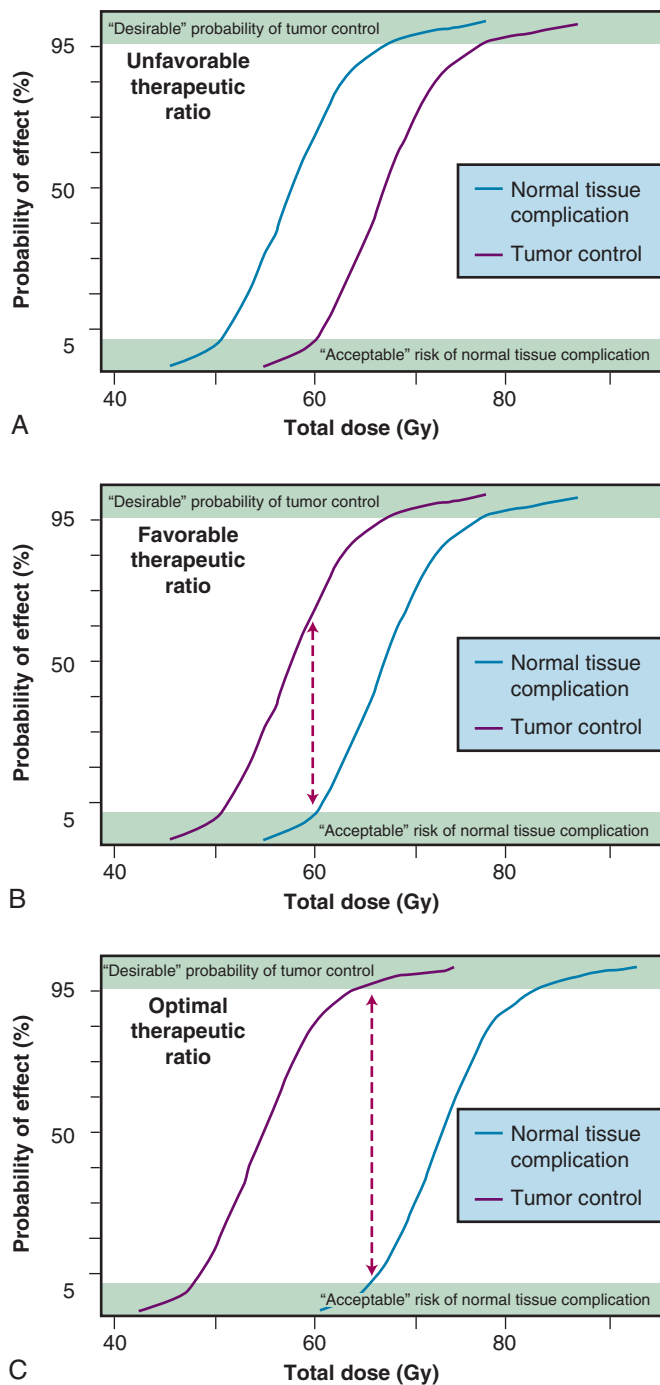 “Desirable” probability of tumor control
95
Unfavorable
therapeutic
ratio
Probability of effect (%)
50
Normal tissue
complication
Tumor control
5
“Acceptable” risk of normal tissue complication
40
60
80
A
Total dose (Gy)
“Desirable” probability of tumor control
95
Favorable
therapeutic
ratio
Probability of effect (%)
50
Normal tissue
complication
Tumor control
5
“Acceptable” risk of normal tissue complication
40
60
80
B
Total dose (Gy)
“Desirable” probability of tumor control
95
Optimal
therapeutic
ratio
Probability of effect (%)
50
Normal tissue
complication
Tumor control
5
“Acceptable” risk of normal tissue complication
40
60
80
C
Total dose (Gy)